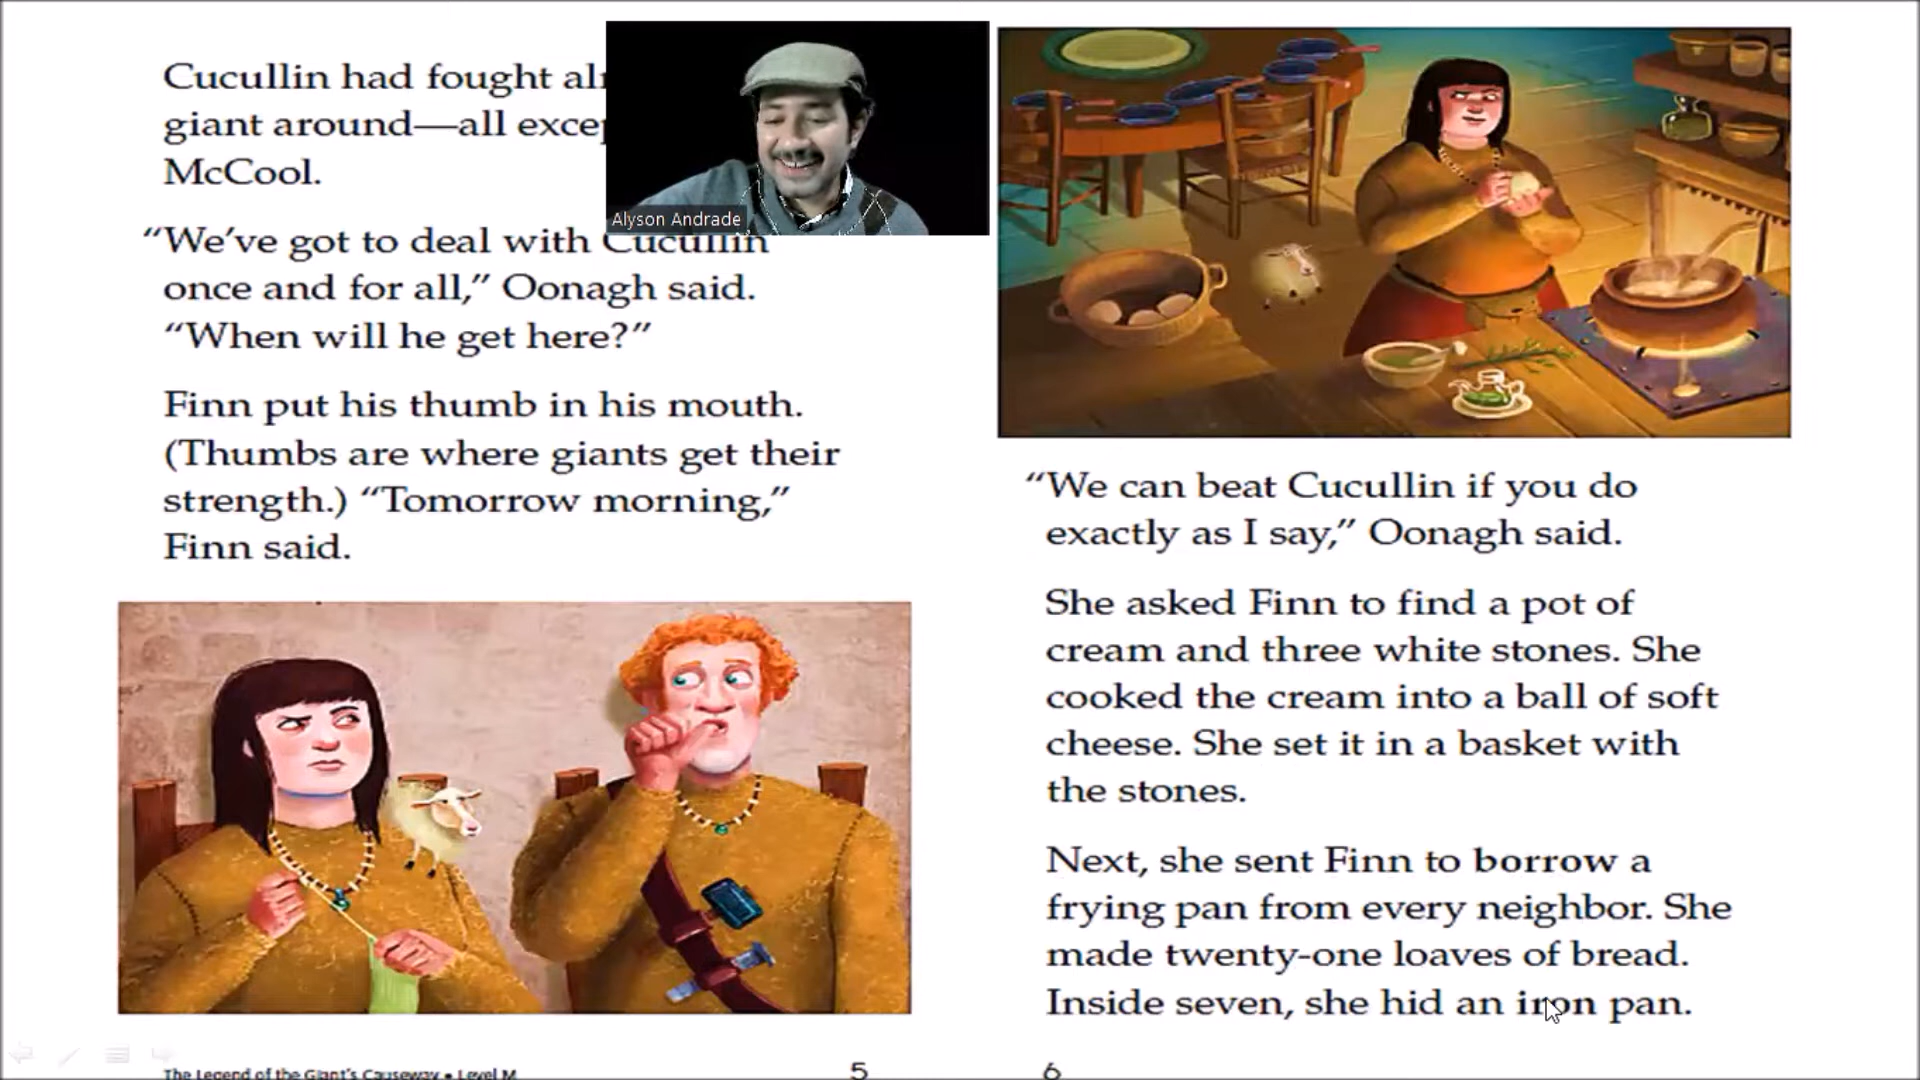 Cucullin had fought
giant around—all
McCool.
“We’ve got to deal with Cucullin
once and for all,” Oonagh said.
“When will he get here?”
Finn put his thumb in his mouth.
(Thumbs are where giants get their
strength.) “Tomorrow morning,”
Finn said.
Alyson Andrade
“We can beat Cucullin if you do
exactly as I say,” Oonagh said.
She asked Finn to find a pot of
cream and three white stones. She
cooked the cream into a ball of soft
cheese. She set it in a basket with
the stones.
Next, she sent Finn to borrow a
frying pan from every neighbor. She
made twenty-one loaves of bread.
Inside seven, she hid an iron pan.
The Legend of the Giant’s Causeway • Level M
5
6